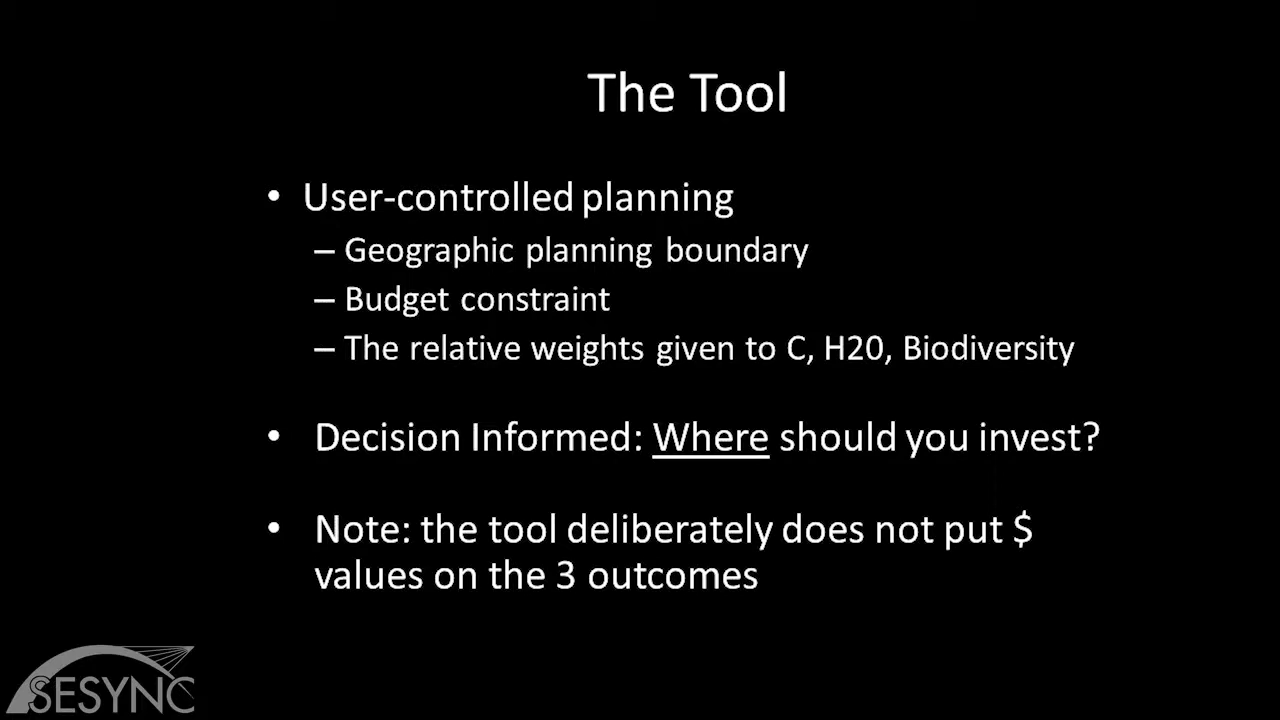 The Tool
• User-controlled planning
– Geographic planning boundary
– Budget constraint
– The relative weights given to C, H20, Biodiversity
• Decision Informed: Where should you invest?
• Note: the tool deliberately does not put $
values on the 3 outcomes
SESYNC